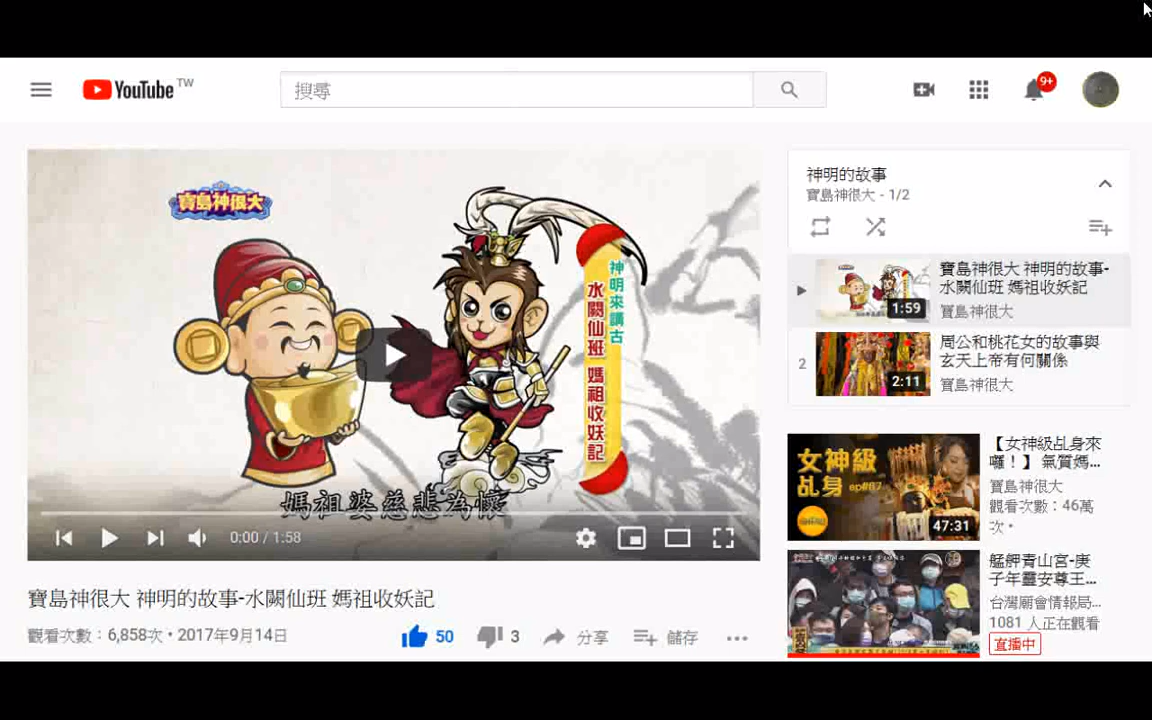 YouTube TW
搜尋
9+
寶島神很大
神明來講古
水闕仙班 媽祖收妖記
媽祖婆慈悲為懷
0:00 / 1:58
寶島神很大 神明的故事-水闕仙班 媽祖收妖記
觀看次數：6,858次 • 2017年9月14日
50
3
分享
儲存
神明的故事
寶島神很大 - 1/2
寶島神很大 神明的故事-
水闕仙班 媽祖收妖記
寶島神很大
1:59
2
周公和桃花女的故事與
玄天上帝有何關係
寶島神很大
2:11
女神級
乩身 ep#67
47:31
【女神級乩身來
囉！】 氣質媽...
寶島神很大
觀看次數：46萬
次 •
艋舺青山宮-庚
子年靈安尊王...
台灣廟會情報局...
1081 人正在觀看
直播中